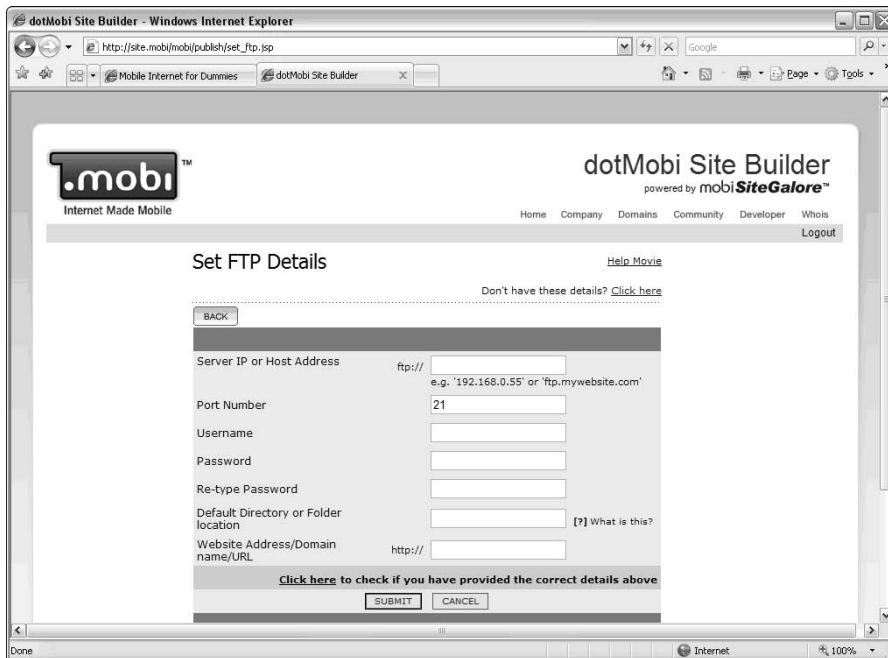 dotMobi Site Builder - Windows Internet Explorer
http://site.mobi/mobi/publish/set_ftp.jsp
Google
Mobile Internet for Dummies
dotMobi Site Builder
Page
Tools
.mobi TM
Internet Made Mobile
dotMobi Site Builder
powered by mobiSiteGalore™
Home Company Domains Community Developer Whois
Logout
Set FTP Details
Help Movie
Don't have these details? Click here
BACK
Server IP or Host Address ftp://
e.g. '192.168.0.55' or 'ftp.mywebsite.com'
Port Number 21
Username
Password
Re-type Password
Default Directory or Folder
location
[?] What is this?
Website Address/Domain
name/URL
http://
Click here to check if you have provided the correct details above
SUBMIT CANCEL
Done Internet 100%